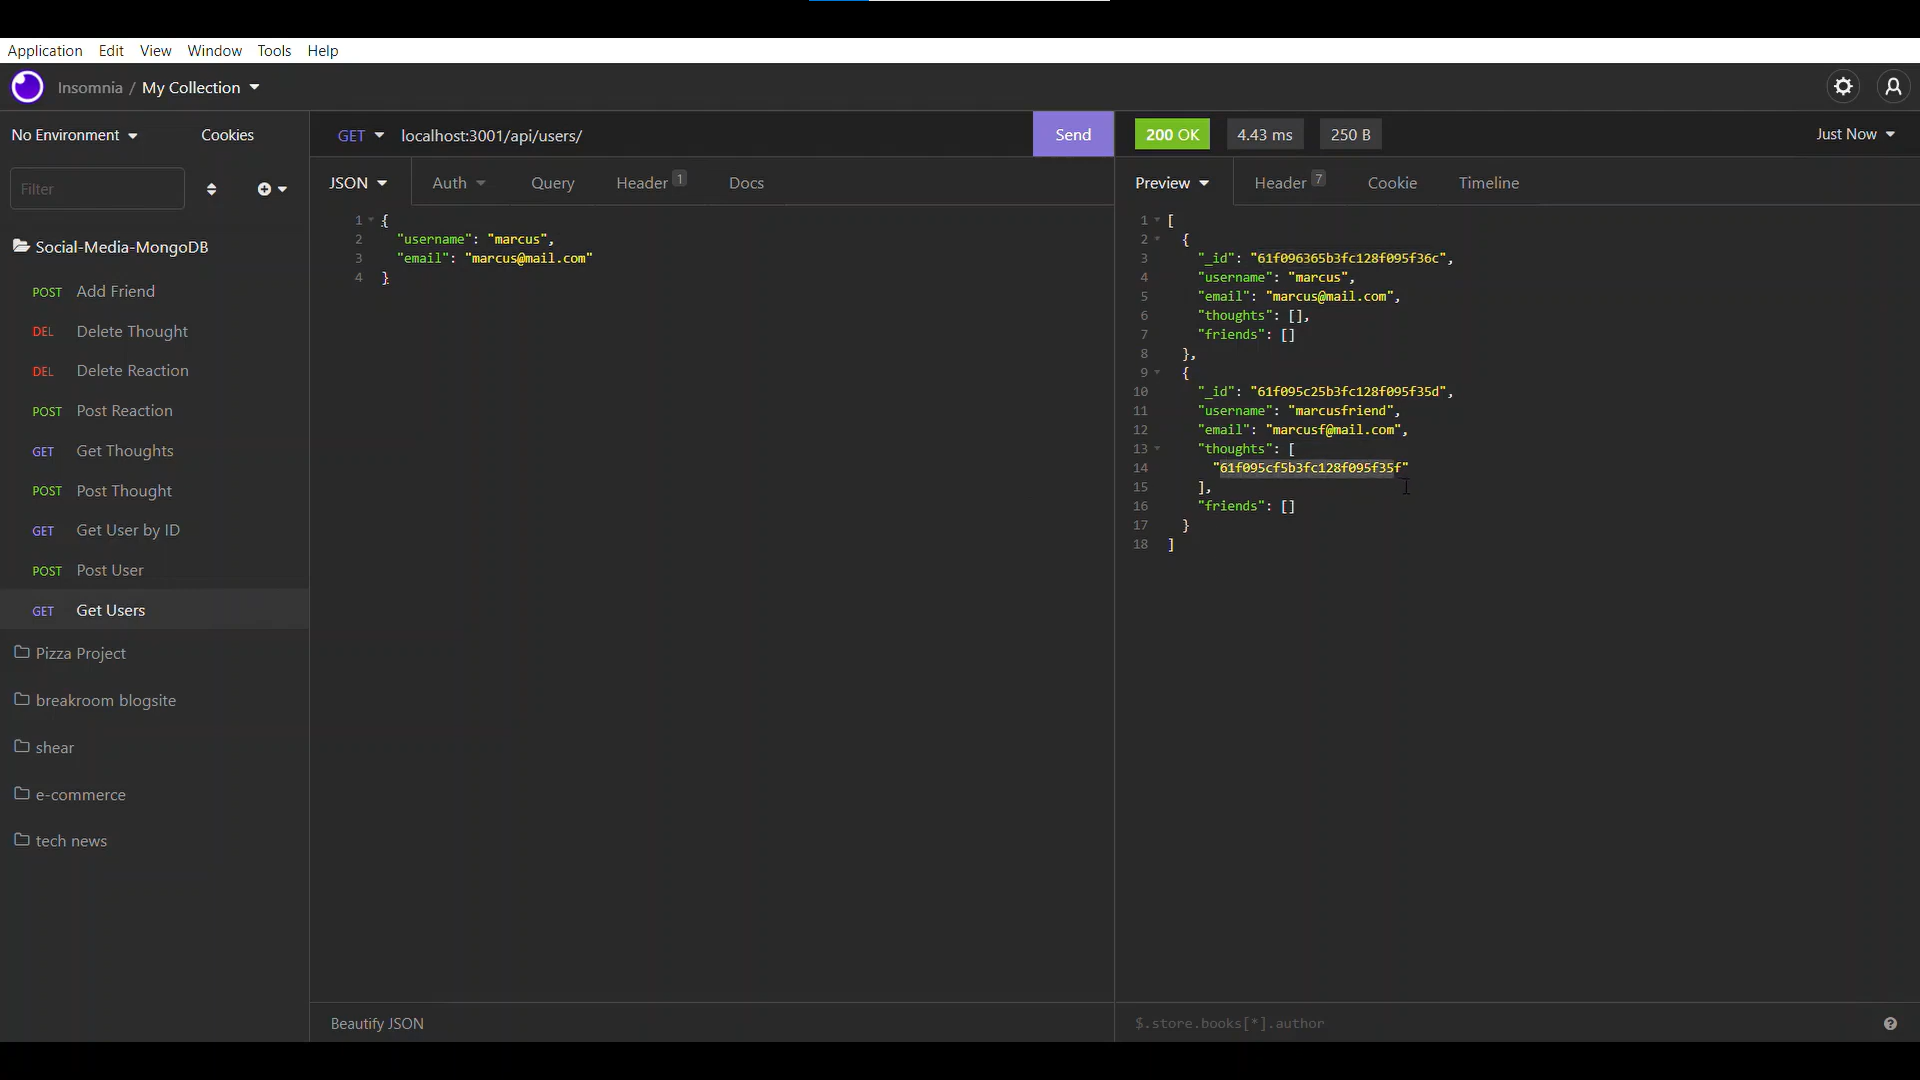 Application Edit View Window Tools Help
Insomnia / My Collection
No Environment Cookies
GET localhost:3001/api/users/ Send
200 OK 4.43 ms 250 B Just Now
Filter
JSON Auth Query Header 1 Docs
Preview Header 7 Cookie Timeline
Social-Media-MongoDB
POST Add Friend
DEL Delete Thought
DEL Delete Reaction
POST Post Reaction
GET Get Thoughts
POST Post Thought
GET Get User by ID
POST Post User
GET Get Users
Pizza Project
breakroom blogsite
shear
e-commerce
tech news
1 {
2 "username": "marcus",
3 "email": "marcus@mail.com"
4 }
Beautify JSON
1 [
2 {
3 "_id": "61f096365b3fc128f095f36c",
4 "username": "marcus",
5 "email": "marcus@mail.com",
6 "thoughts": [],
7 "friends": []
8 },
9 {
10 "_id": "61f095c25b3fc128f095f35d",
11 "username": "marcusfriend",
12 "email": "marcusf@mail.com",
13 "thoughts": [
14 "61f095cf5b3fc128f095f35f"
15 ],
16 "friends": []
17 }
18 ]
$.store.books[*].author